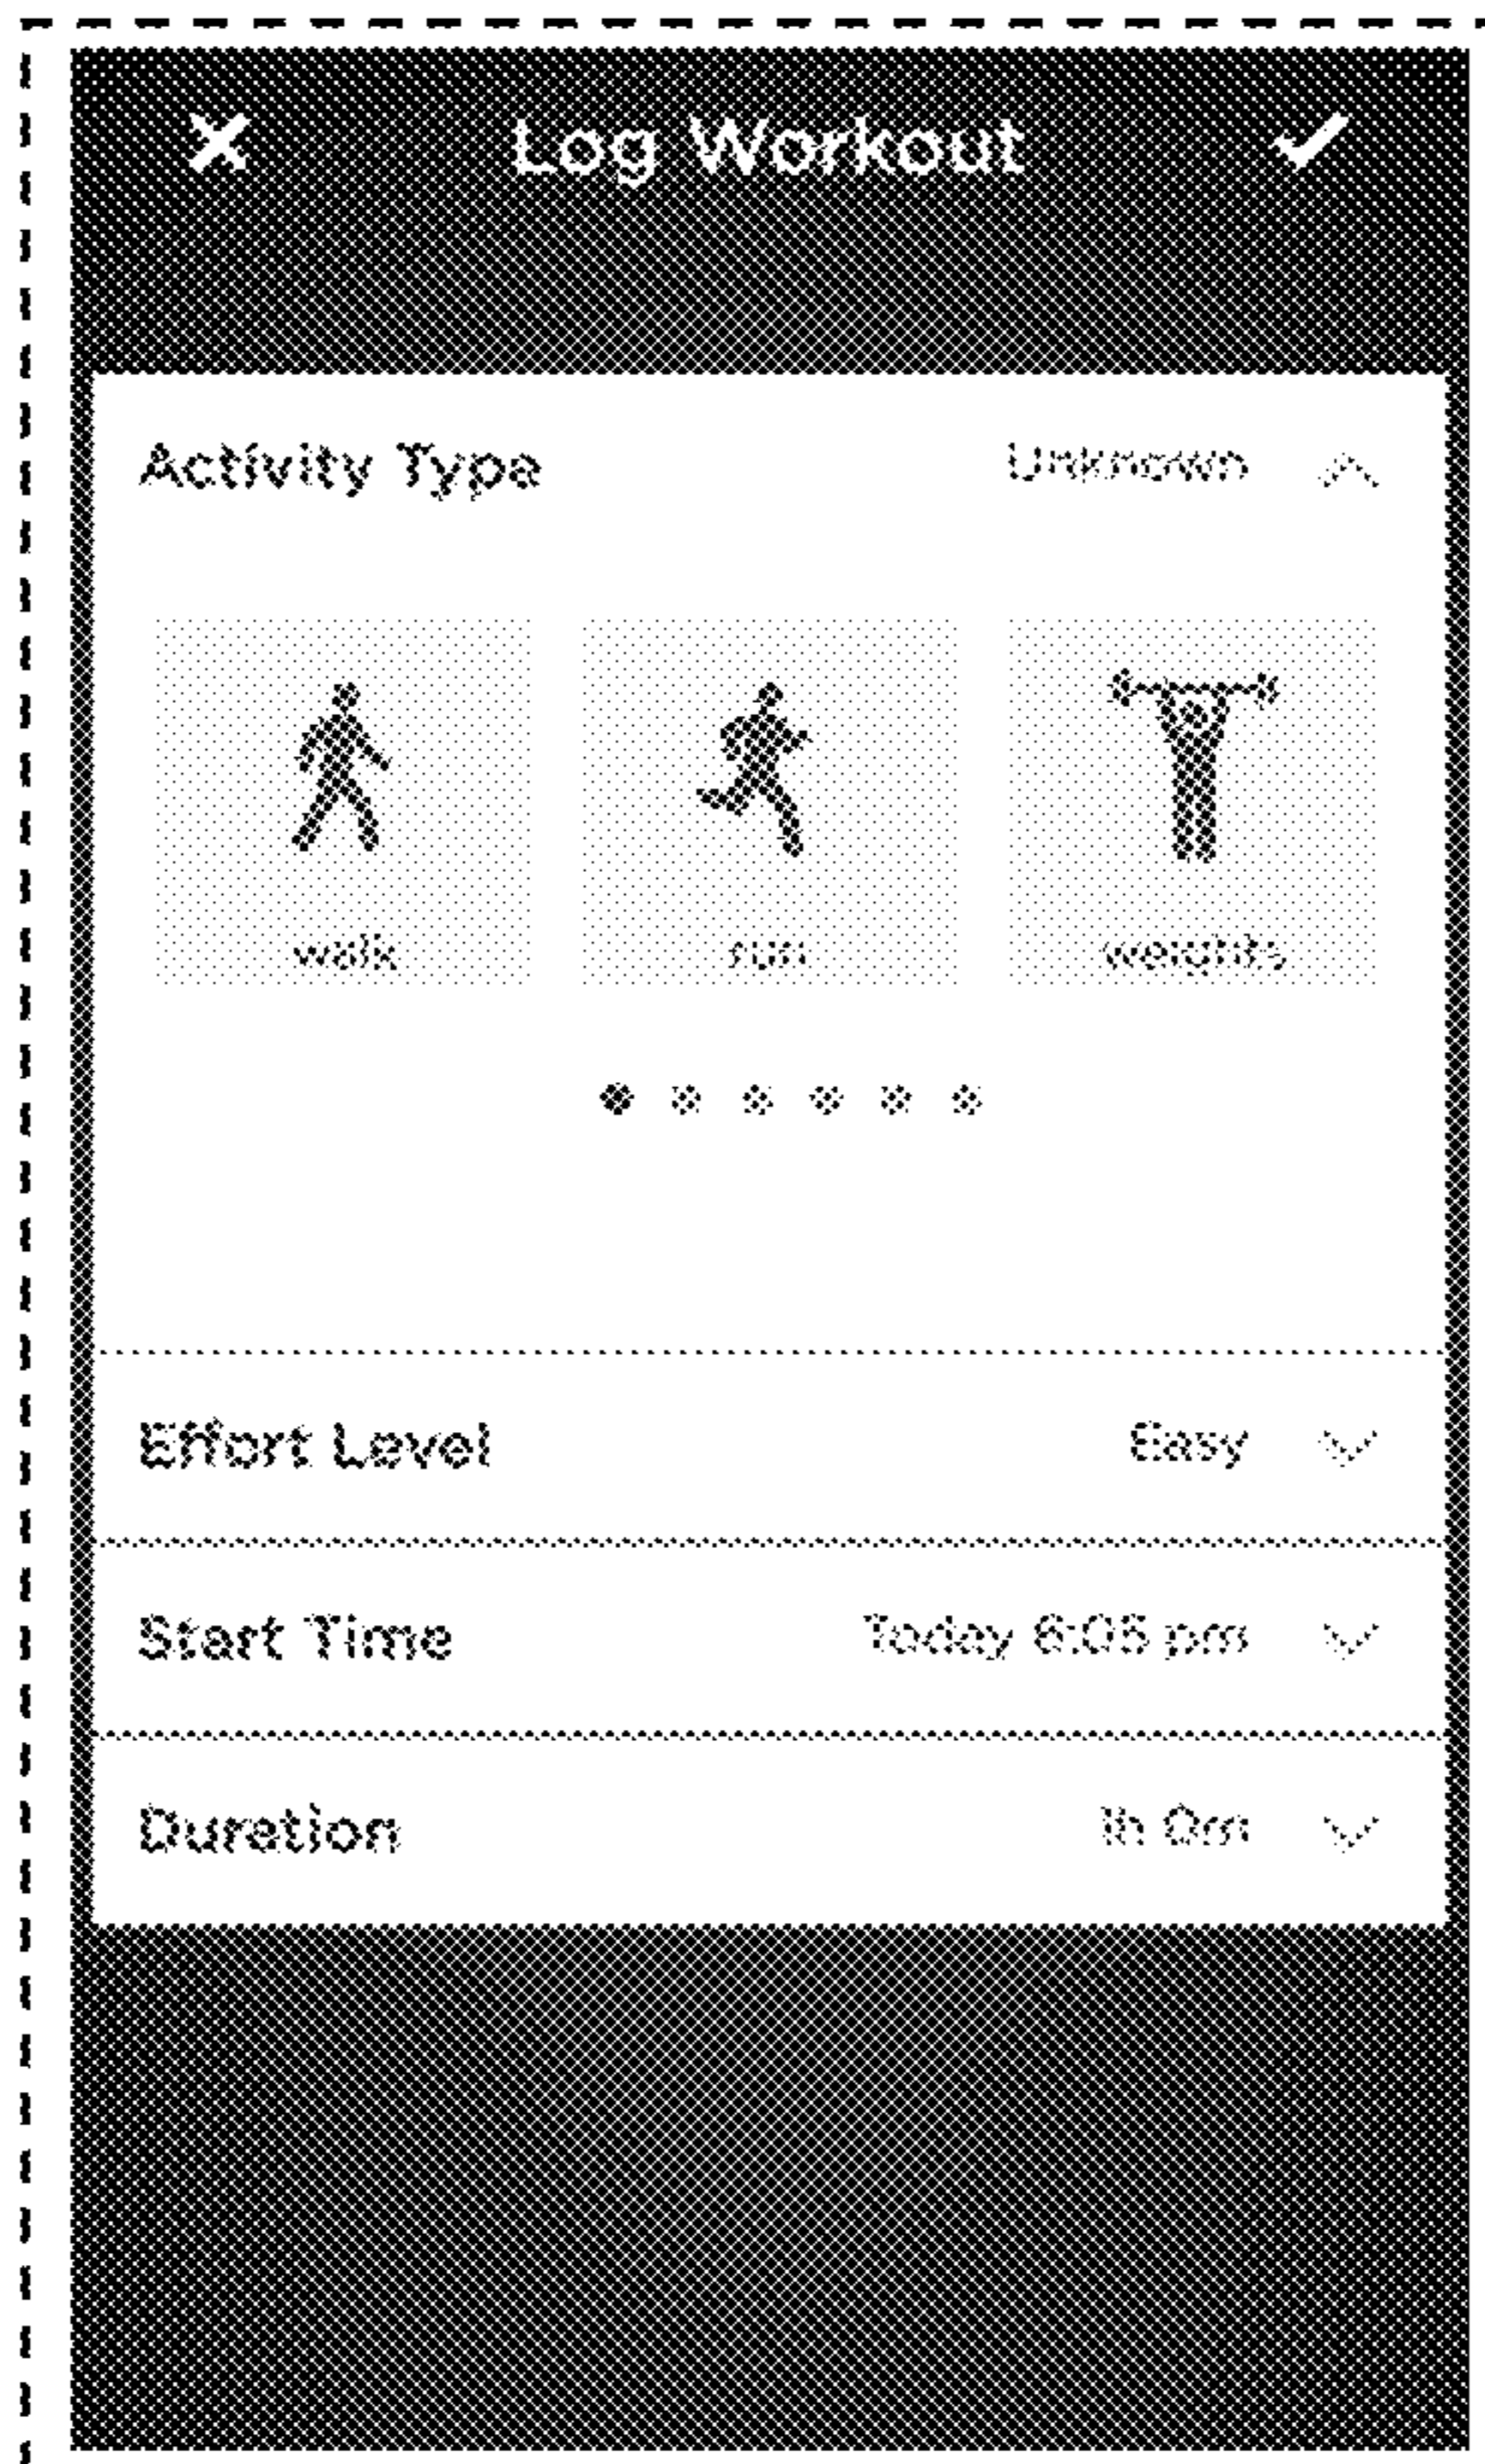 Log Workout
Activity Type Unknown
walk run weights
Effort Level Easy
Start Time Today 6:05 pm
Duration 1h 0m